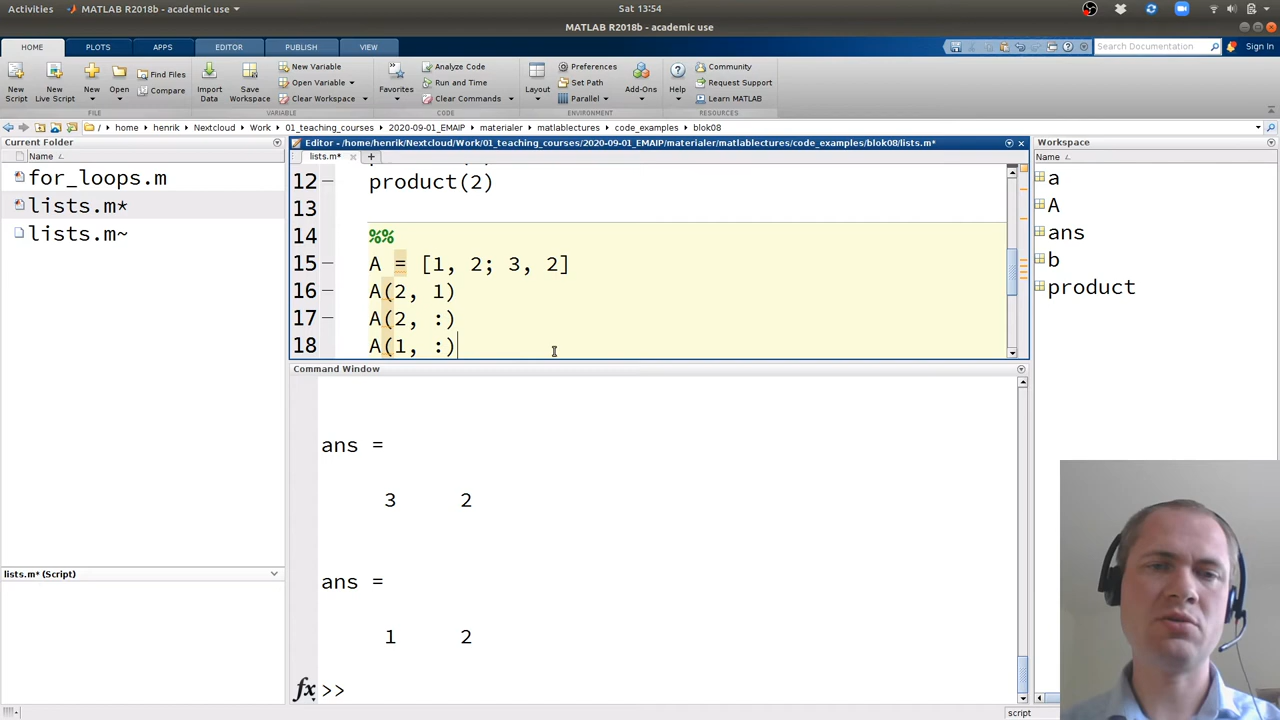 Activities MATLAB R2018b - academic use Sat 13:54
MATLAB R2018b - academic use
HOME PLOTS APPS EDITOR PUBLISH VIEW Search Documentation Sign In
New Script
New Live Script
New
Open
Find Files
Compare
Import Data
Save Workspace
New Variable
Open Variable
Clear Workspace
Favorites
Analyze Code
Run and Time
Clear Commands
Layout
Preferences
Set Path
Parallel
Add-Ons
Help
Community
Request Support
Learn MATLAB
FILE VARIABLE CODE ENVIRONMENT RESOURCES
/ home henrik Nextcloud Work 01_teaching_courses 2020-09-01_EMAIP materialer matlablectures code_examples blok08
Current Folder
Name
for_loops.m
lists.m*
lists.m~
lists.m* (Script)
Editor - /home/henrik/Nextcloud/Work/01_teaching_courses/2020-09-01_EMAIP/materialer/matlablectures/code_examples/blok08/lists.m*
lists.m*
12 product(2)
13
14 %%
15 A = [1, 2; 3, 2]
16 A(2, 1)
17 A(2, :)
18 A(1, :)
Command Window
ans =
3 2
ans =
1 2
fx >>
Workspace
Name
a
A
ans
b
product
script